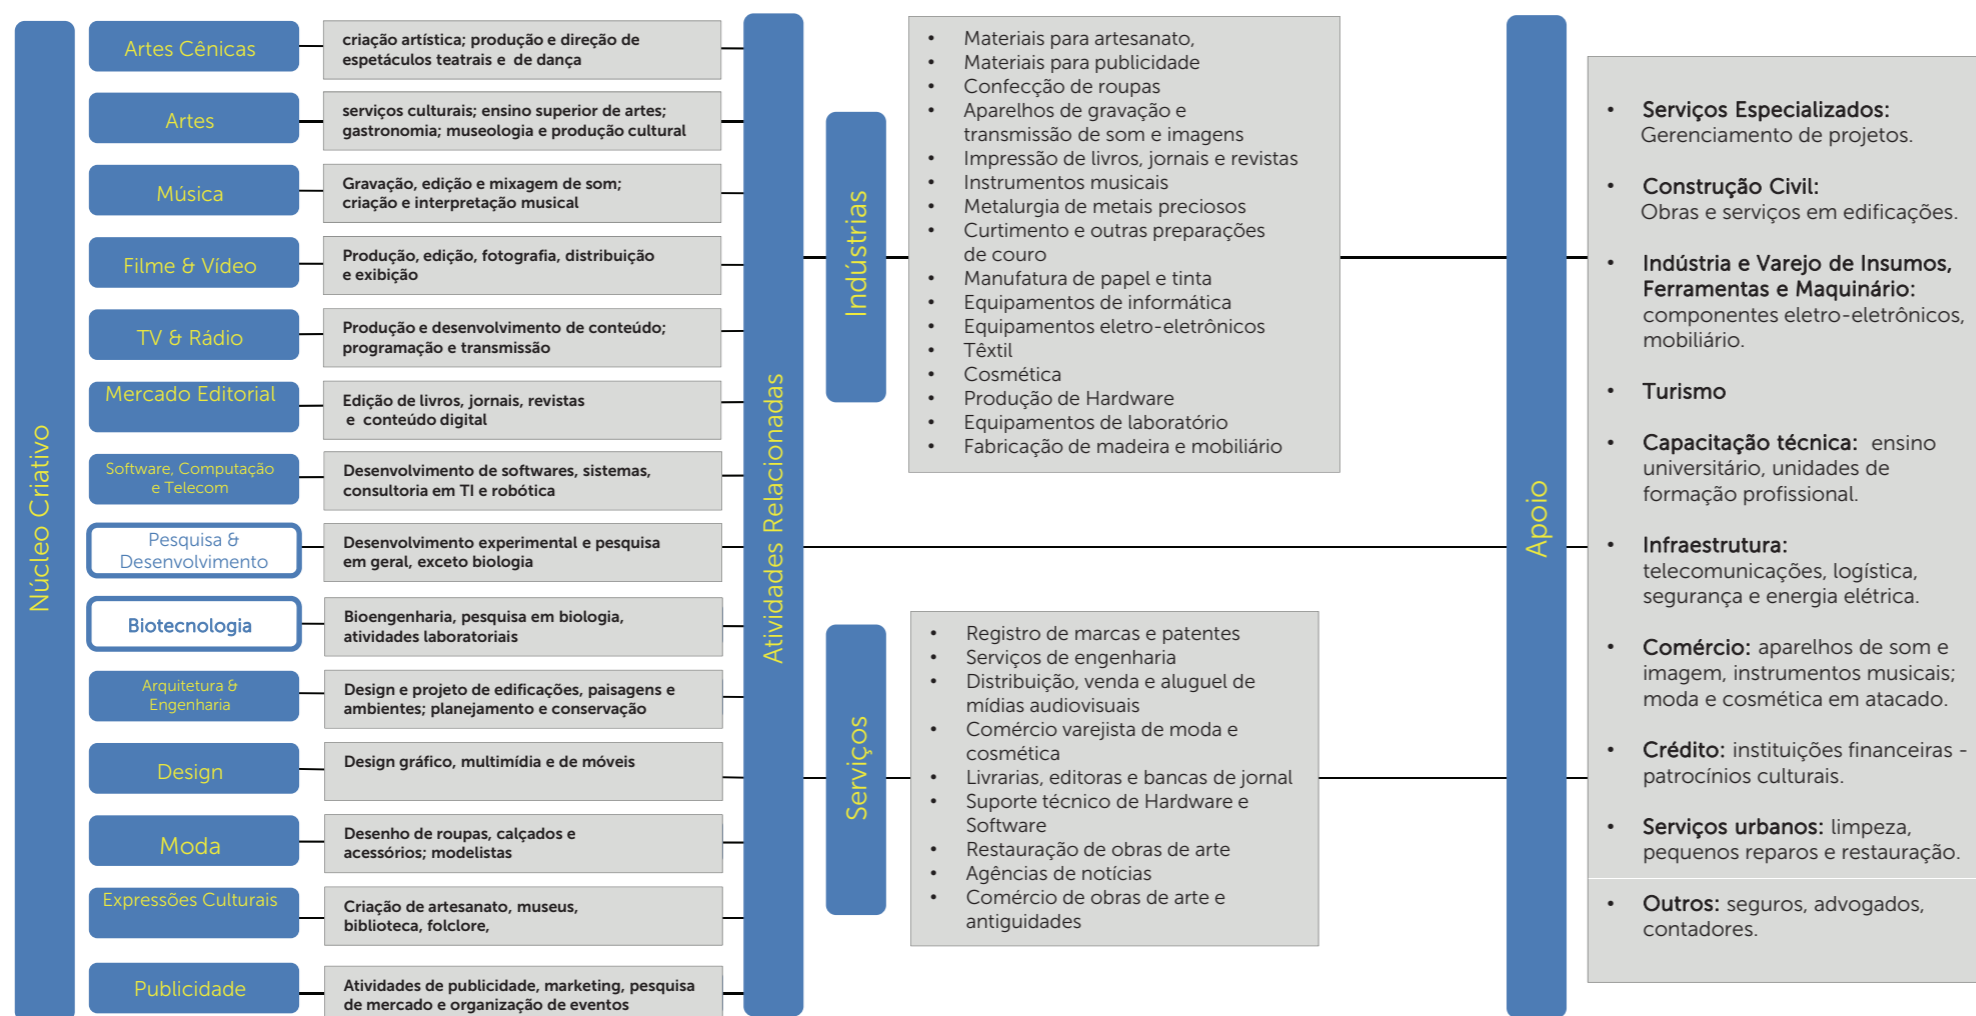 Núcleo Criativo
Artes Cênicas
criação artística; produção e direção de
espetáculos teatrais e de dança
Artes
serviços culturais; ensino superior de artes;
gastronomia; museologia e produção cultural
Música
Gravação, edição e mixagem de som;
criação e interpretação musical
Filme & Vídeo
Produção, edição, fotografia, distribuição
e exibição
TV & Rádio
Produção e desenvolvimento de conteúdo;
programação e transmissão
Mercado Editorial
Edição de livros, jornais, revistas
e conteúdo digital
Software, Computação
e Telecom
Desenvolvimento de softwares, sistemas,
consultoria em TI e robótica
Pesquisa &
Desenvolvimento
Desenvolvimento experimental e pesquisa
em geral, exceto biologia
Biotecnologia
Bioengenharia, pesquisa em biologia,
atividades laboratoriais
Arquitetura &
Engenharia
Design e projeto de edificações, paisagens e
ambientes; planejamento e conservação
Design
Design gráfico, multimídia e de móveis
Moda
Desenho de roupas, calçados e
acessórios; modelistas
Expressões Culturais
Criação de artesanato, museus,
biblioteca, folclore,
Publicidade
Atividades de publicidade, marketing, pesquisa
de mercado e organização de eventos
Atividades Relacionadas
Indústrias
• Materiais para artesanato,
• Materiais para publicidade
• Confecção de roupas
• Aparelhos de gravação e
transmissão de som e imagens
• Impressão de livros, jornais e revistas
• Instrumentos musicais
• Metalurgia de metais preciosos
• Curtimento e outras preparações
de couro
• Manufatura de papel e tinta
• Equipamentos de informática
• Equipamentos eletro-eletrônicos
• Têxtil
• Cosmética
• Produção de Hardware
• Equipamentos de laboratório
• Fabricação de madeira e mobiliário
Serviços
• Registro de marcas e patentes
• Serviços de engenharia
• Distribuição, venda e aluguel de
mídias audiovisuais
• Comércio varejista de moda e
cosmética
• Livrarias, editoras e bancas de jornal
• Suporte técnico de Hardware e
Software
• Restauração de obras de arte
• Agências de notícias
• Comércio de obras de arte e
antiguidades
Apoio
• Serviços Especializados:
Gerenciamento de projetos.
• Construção Civil:
Obras e serviços em edificações.
• Indústria e Varejo de Insumos,
Ferramentas e Maquinário:
componentes eletro-eletrônicos,
mobiliário.
• Turismo
• Capacitação técnica: ensino
universitário, unidades de
formação profissional.
• Infraestrutura:
telecomunicações, logística,
segurança e energia elétrica.
• Comércio: aparelhos de som e
imagem, instrumentos musicais;
moda e cosmética em atacado.
• Crédito: instituições financeiras -
patrocínios culturais.
• Serviços urbanos: limpeza,
pequenos reparos e restauração.
• Outros: seguros, advogados,
contadores.